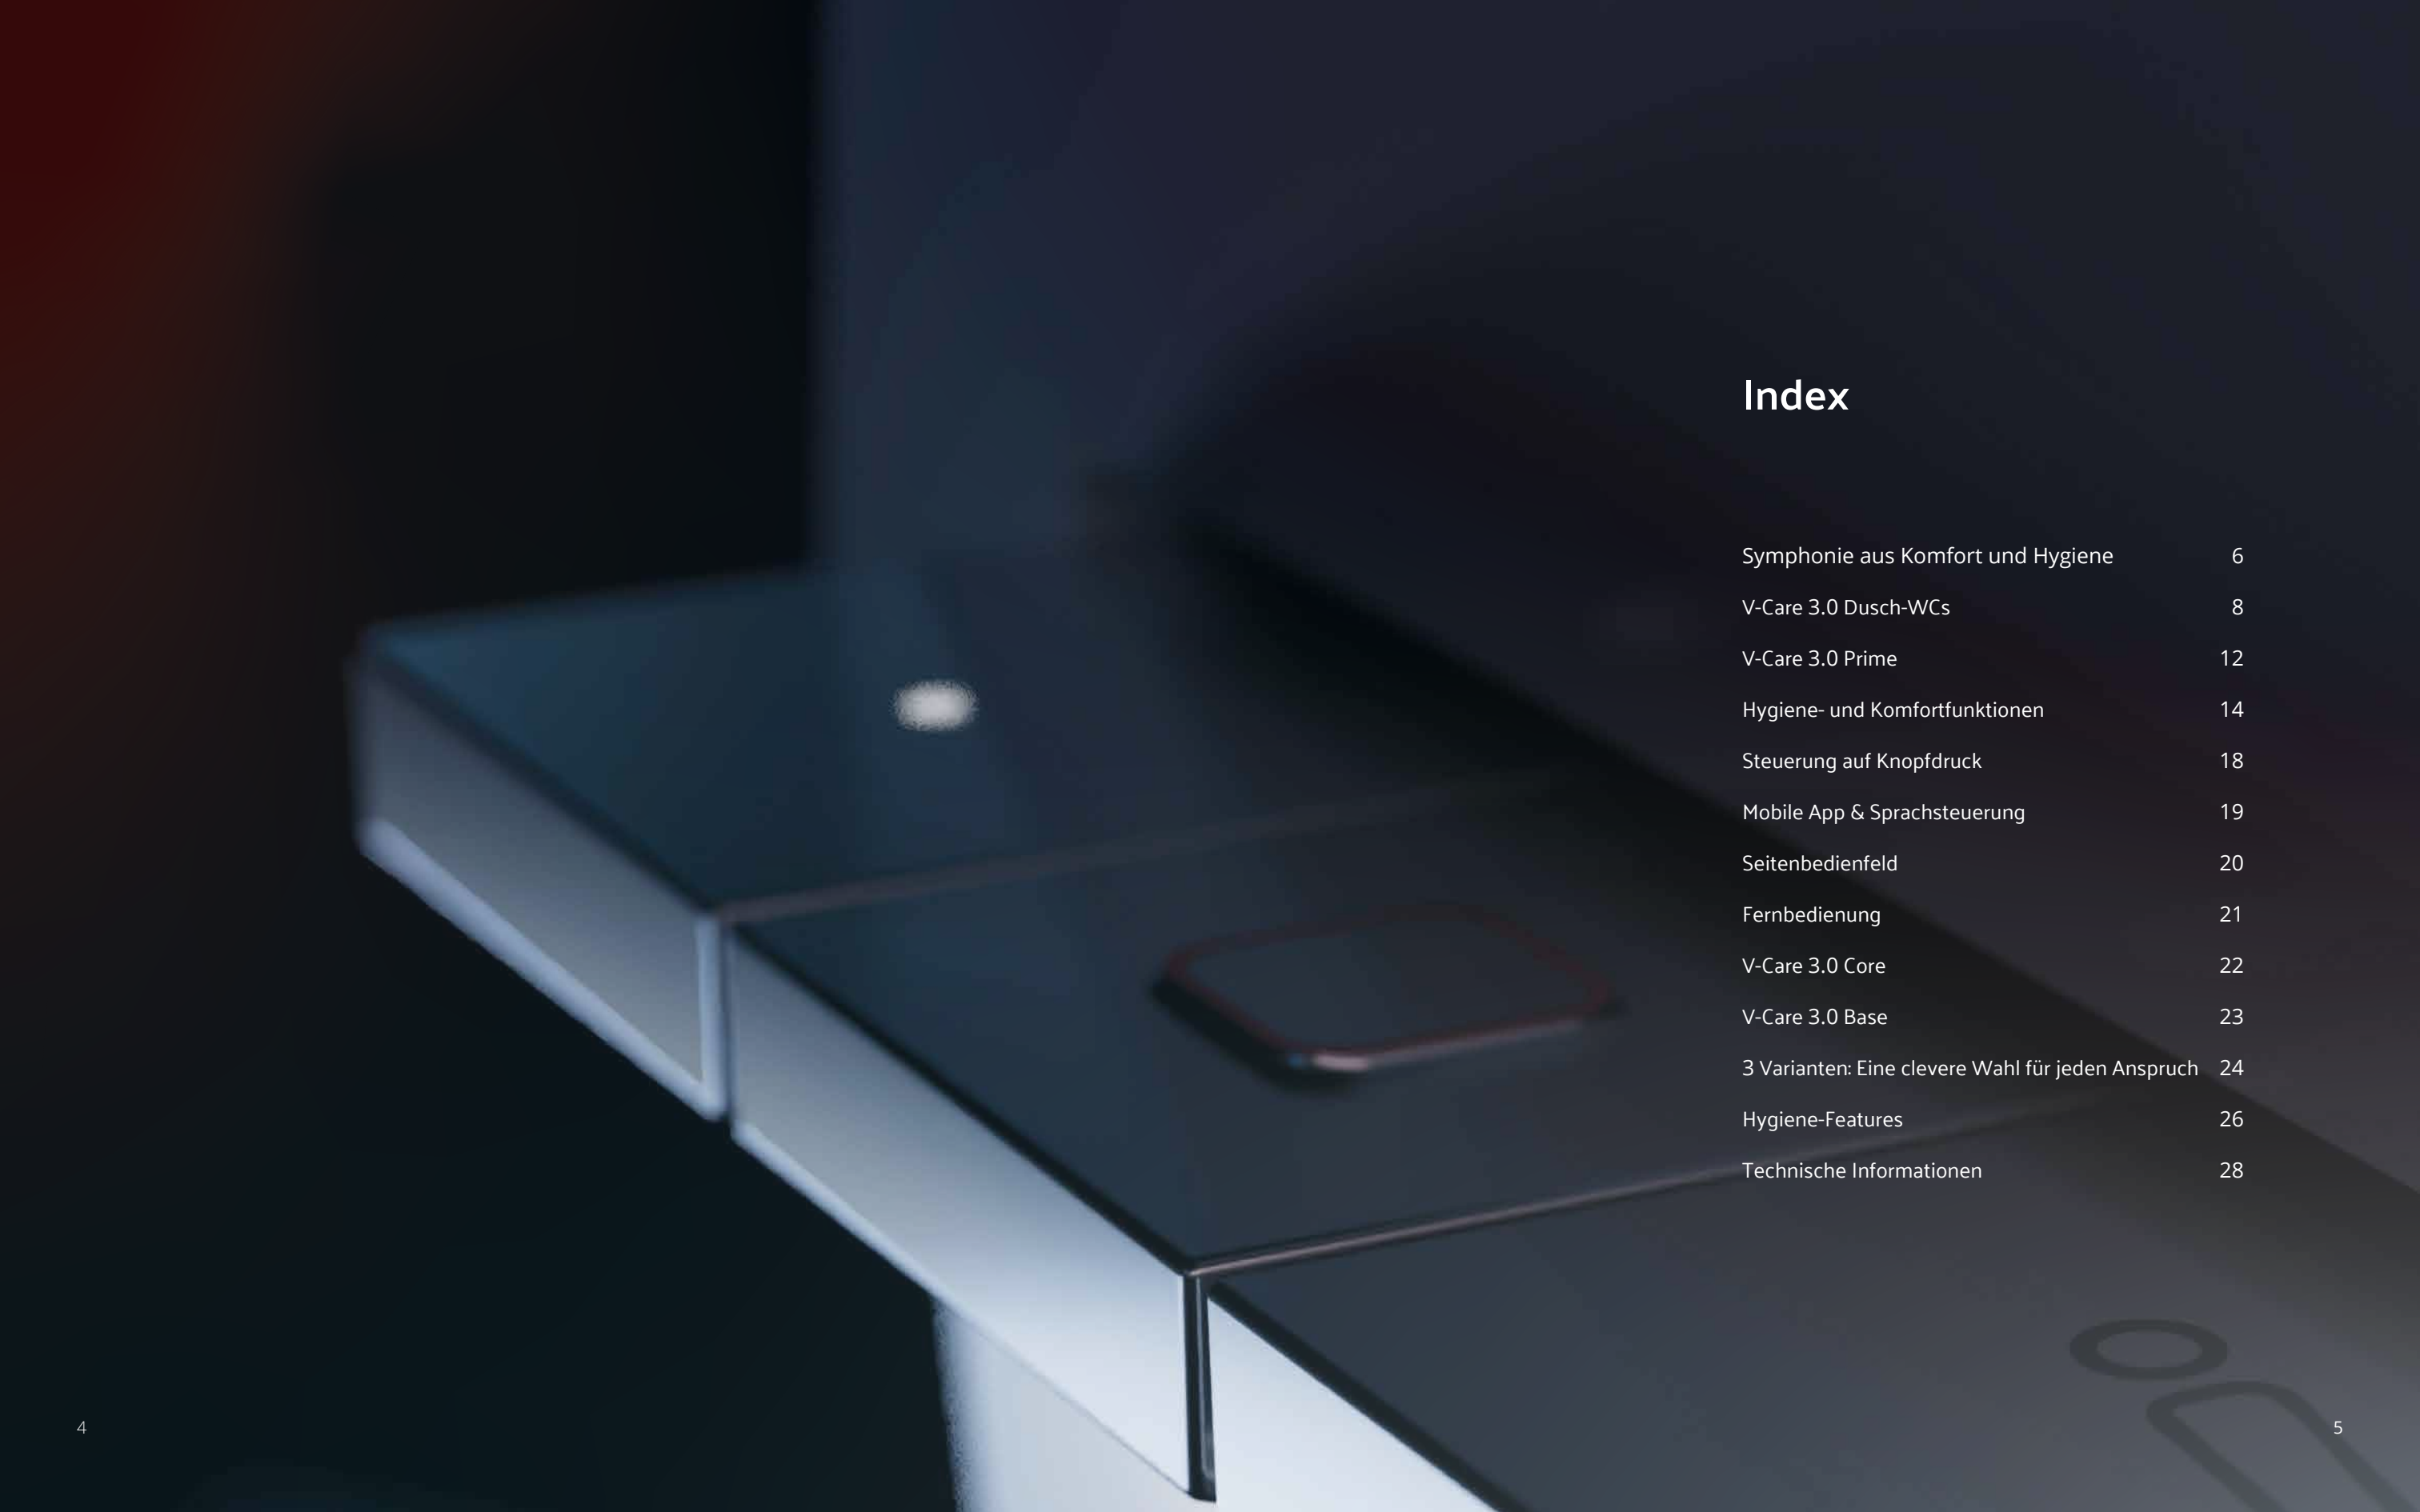 Index
Symphonie aus Komfort und Hygiene 6
V-Care 3.0 Dusch-WCs 8
V-Care 3.0 Prime 12
Hygiene- und Komfortfunktionen 14
Steuerung auf Knopfdruck 18
Mobile App & Sprachsteuerung 19
Seitenbedienfeld 20
Fernbedienung 21
V-Care 3.0 Core 22
V-Care 3.0 Base 23
3 Varianten: Eine clevere Wahl für jeden Anspruch 24
Hygiene-Features 26
Technische Informationen 28
4
5